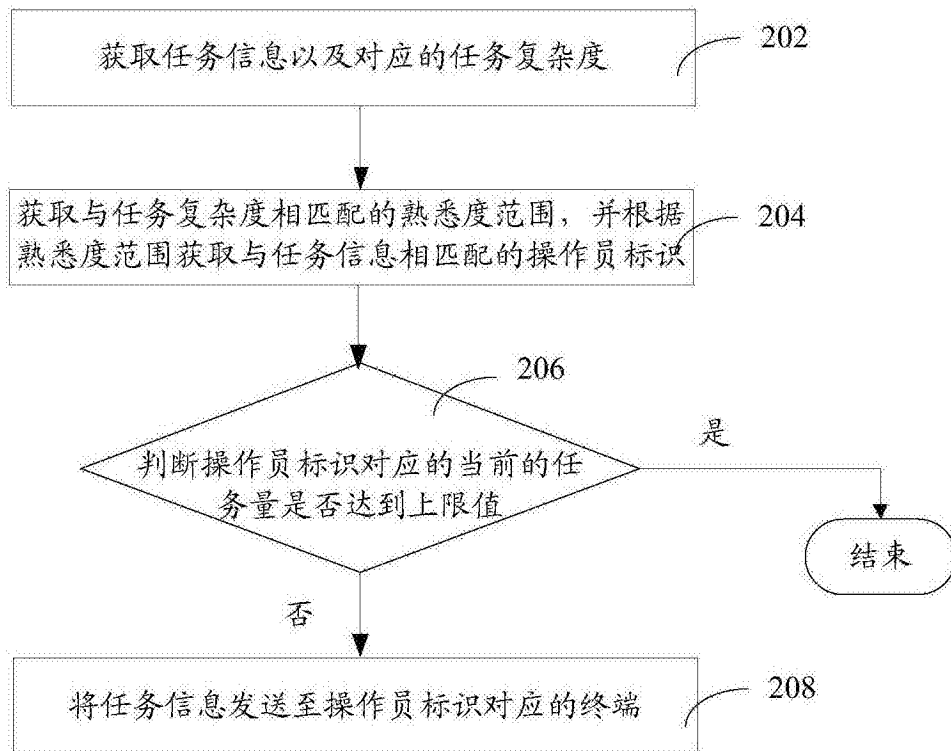 获取任务信息以及对应的任务复杂度
202
获取与任务复杂度相匹配的熟悉度范围，并根据
熟悉度范围获取与任务信息相匹配的操作员标识
204
206
判断操作员标识对应的当前的任
务量是否达到上限值
是
结束
否
将任务信息发送至操作员标识对应的终端
208